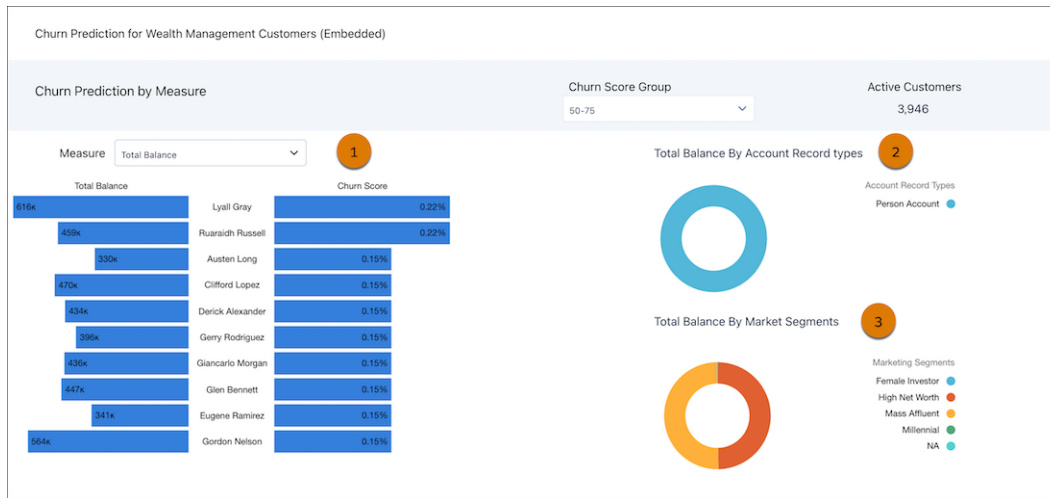 Churn Prediction for Wealth Management Customers (Embedded)
Churn Prediction by Measure
Churn Score Group
50-75
Active Customers
3,946
Measure Total Balance
1
Total Balance Churn Score
616K Lyall Gray 0.22%
459K Ruaraidh Russell 0.22%
330K Austen Long 0.15%
470K Clifford Lopez 0.15%
434K Derick Alexander 0.15%
396K Gerry Rodriguez 0.15%
436K Giancarlo Morgan 0.15%
447K Glen Bennett 0.15%
341K Eugene Ramirez 0.15%
564K Gordon Nelson 0.15%
Total Balance By Account Record types
2
Account Record Types
Person Account
Total Balance By Market Segments
3
Marketing Segments
Female Investor
High Net Worth
Mass Affluent
Millennial
NA